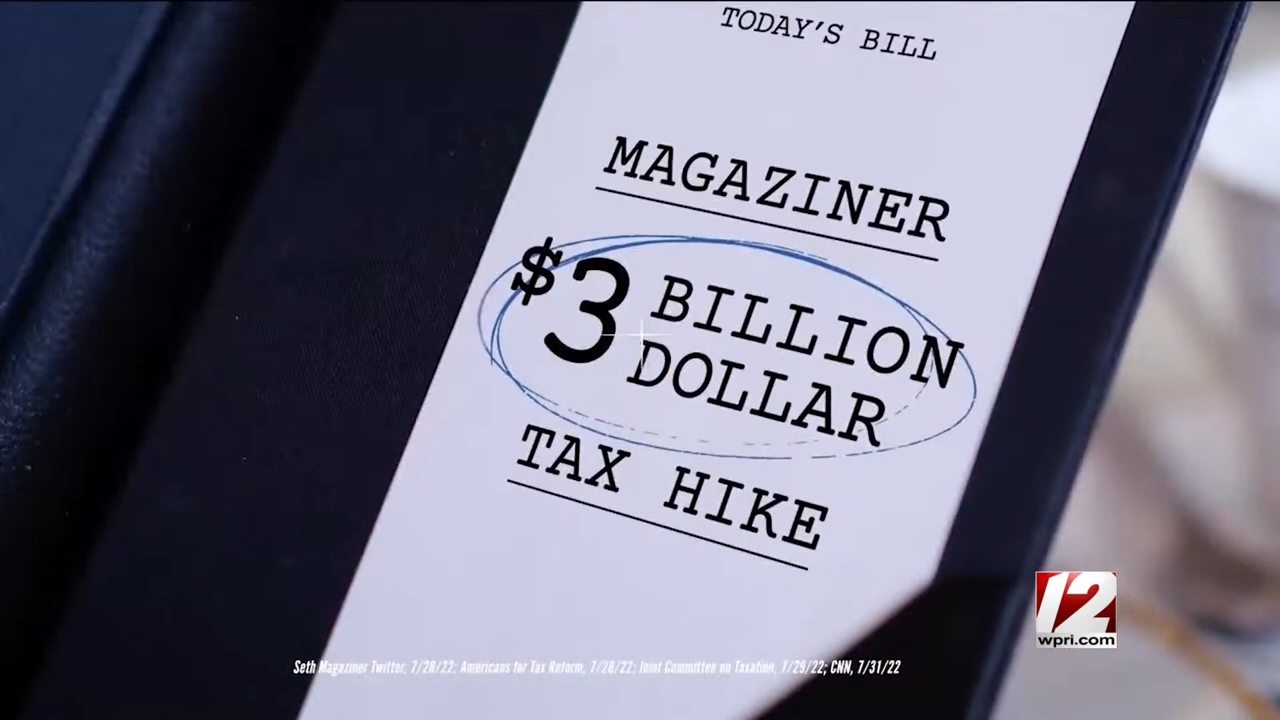 TODAY'S BILL
MAGAZINER
$3 BILLION
DOLLAR
TAX HIKE
12
wpri.com
Seth Magaziner Twitter, 7/28/22; Americans for Tax Reform, 7/28/22; Joint Committee on Taxation, 7/29/22; CNN, 7/31/22